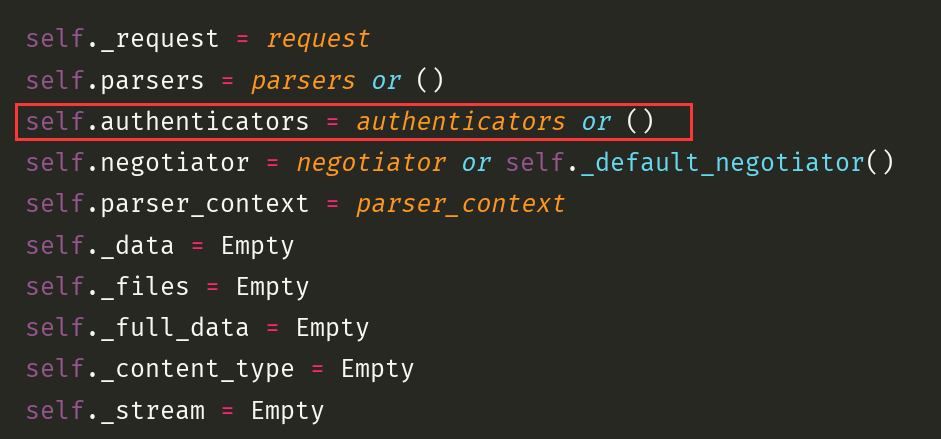 self._request = request
self.parsers = parsers or ()
self.authenticators = authenticators or ()
self.negotiator = negotiator or self._default_negotiator()
self.parser_context = parser_context
self._data = Empty
self._files = Empty
self._full_data = Empty
self._content_type = Empty
self._stream = Empty